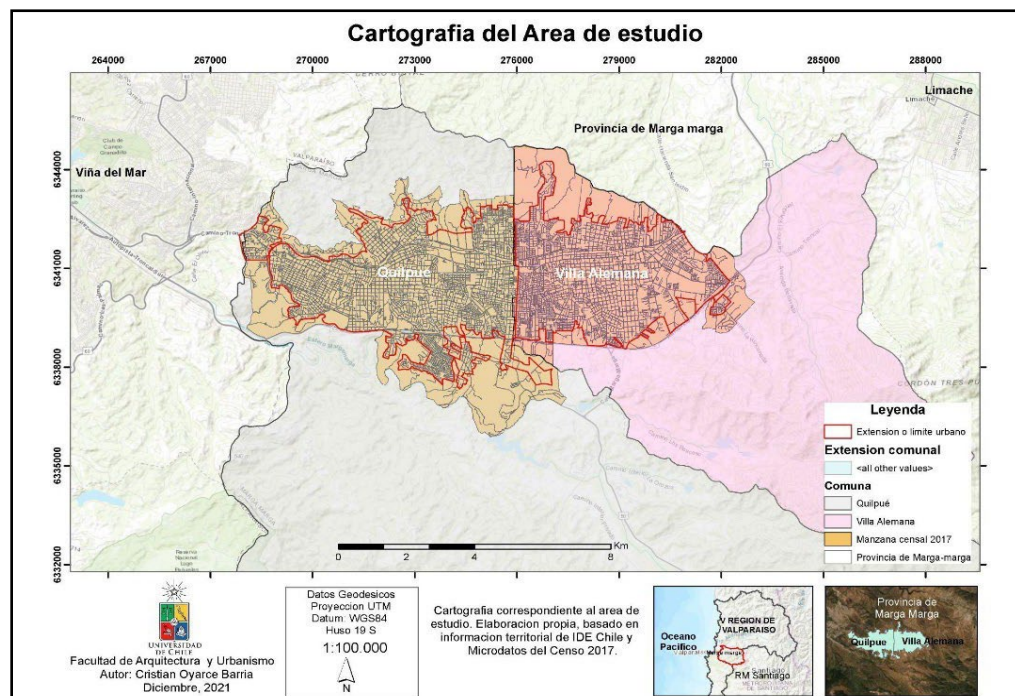 Cartografia del Area de estudio
264000 267000 270000 273000 276000 279000 282000 285000 288000
6344000
6341000
6338000
6335000
6332000
Limache
Limache
Provincia de Marga marga
VALPARAÍSO
Viña del Mar
Quilpue
Villa Alemana
Leyenda
Extension o limite urbano
Extension comunal
<all other values>
Comuna
Quilpué
Villa Alemana
Manzana censal 2017
Provincia de Marga-marga
0 2 4 8 Km
UNIVERSIDAD
DE CHILE
Facultad de Arquitectura y Urbanismo
Autor: Cristian Oyarce Barria
Diciembre, 2021
Datos Geodesicos
Proyeccion UTM
Datum: WGS84
Huso 19 S
1:100.000
N
Cartografia correspondiente al area de
estudio. Elaboracion propia, basado en
informacion territorial de IDE Chile y
Microdatos del Censo 2017.
V REGION DE
VALPARAISO
Oceano
Pacifico
Marga marga
Santiago
RM Santiago
Provincia de
Marga Marga
Quilpue
Villa Alemana